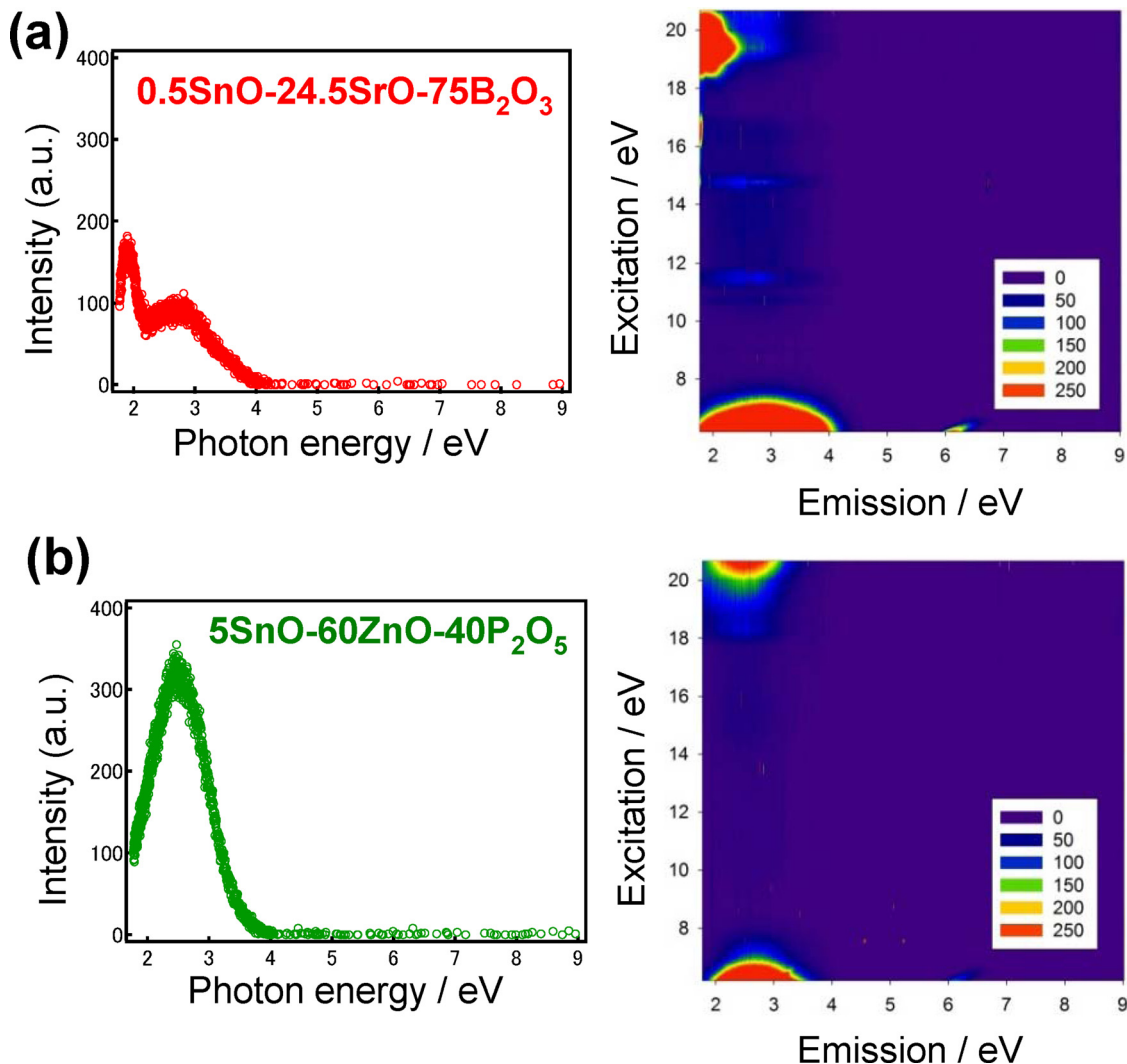 (a)
0.5SnO-24.5SrO-75B₂O₃
Intensity (a.u.)
400
300
200
100
0
2 3 4 5 6 7 8 9
Photon energy / eV
Excitation / eV
20
18
16
14
12
10
8
0
50
100
150
200
250
2 3 4 5 6 7 8 9
Emission / eV
(b)
5SnO-60ZnO-40P₂O₅
Intensity (a.u.)
400
300
200
100
0
2 3 4 5 6 7 8 9
Photon energy / eV
Excitation / eV
20
18
16
14
12
10
8
0
50
100
150
200
250
2 3 4 5 6 7 8 9
Emission / eV